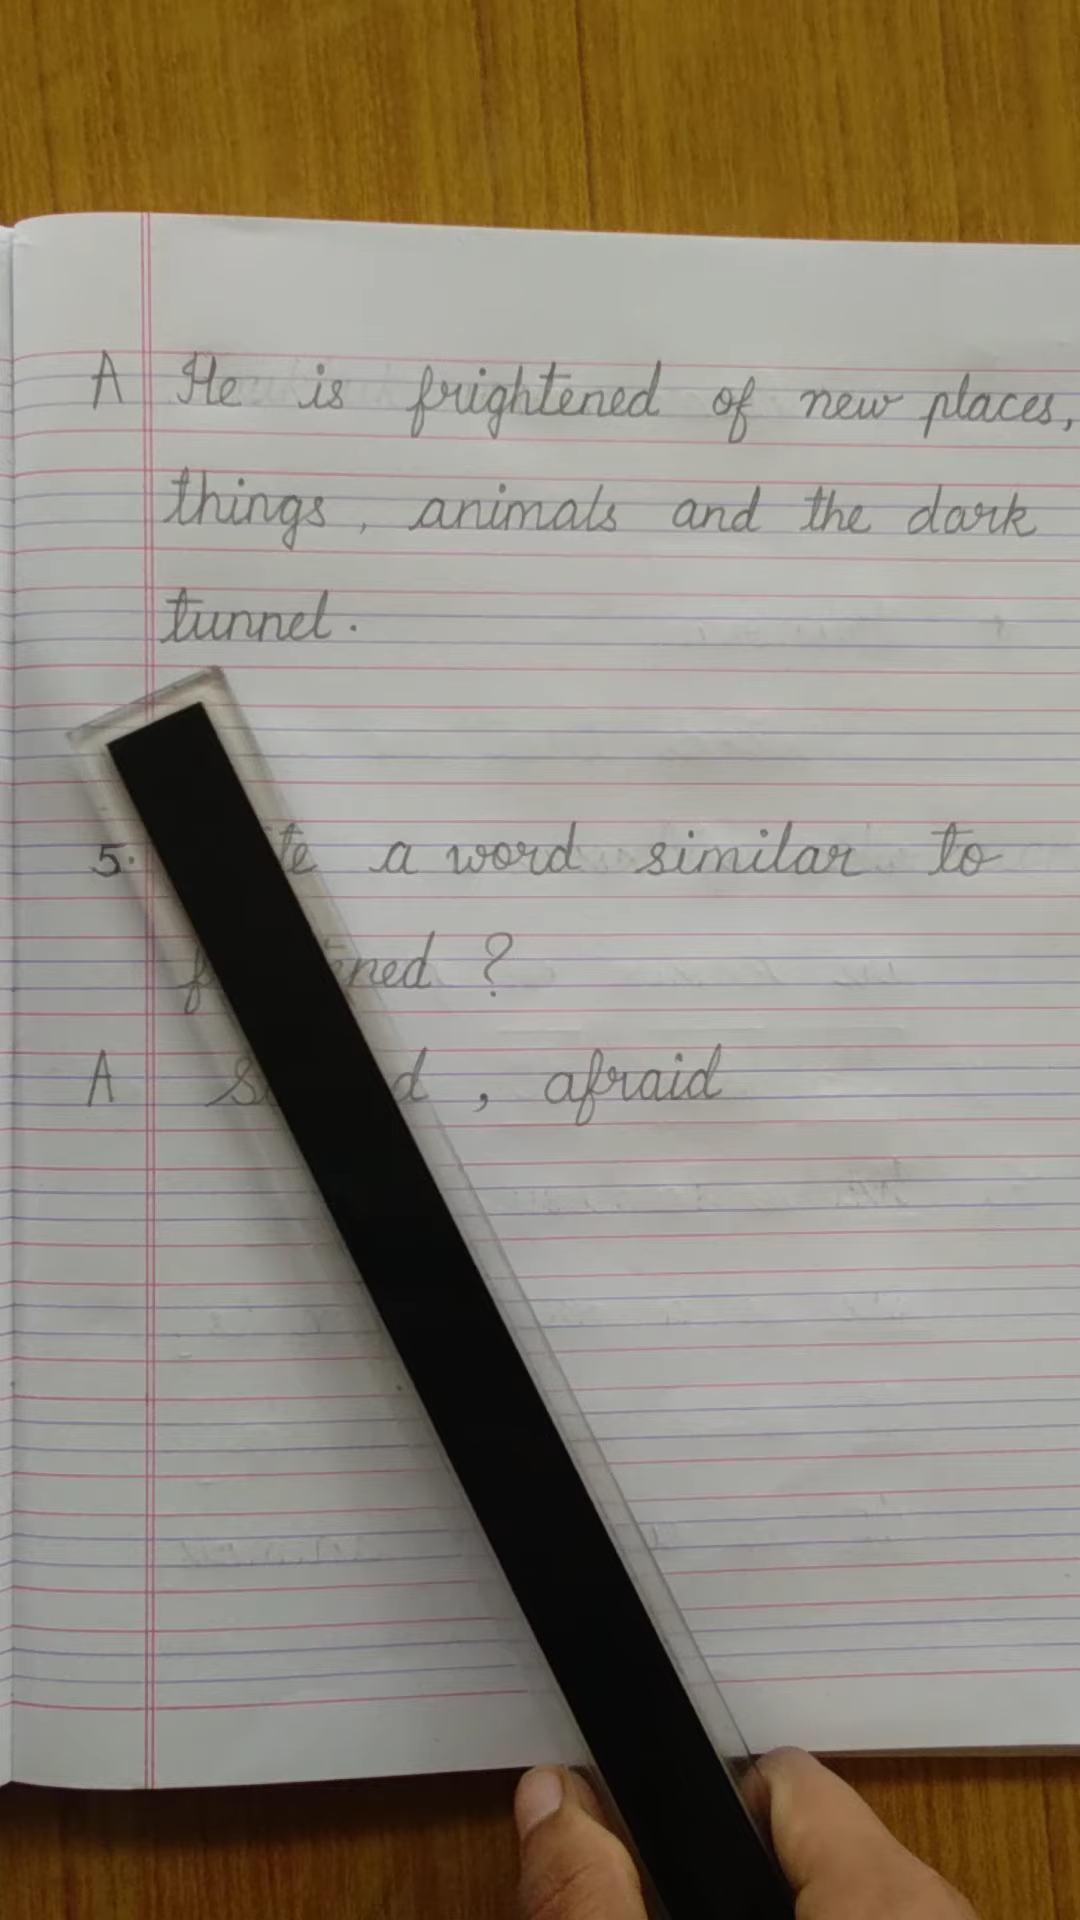 A He is frightened of new places,
things, animals and the dark
tunnel.
5. a word similar to
?
A , afraid